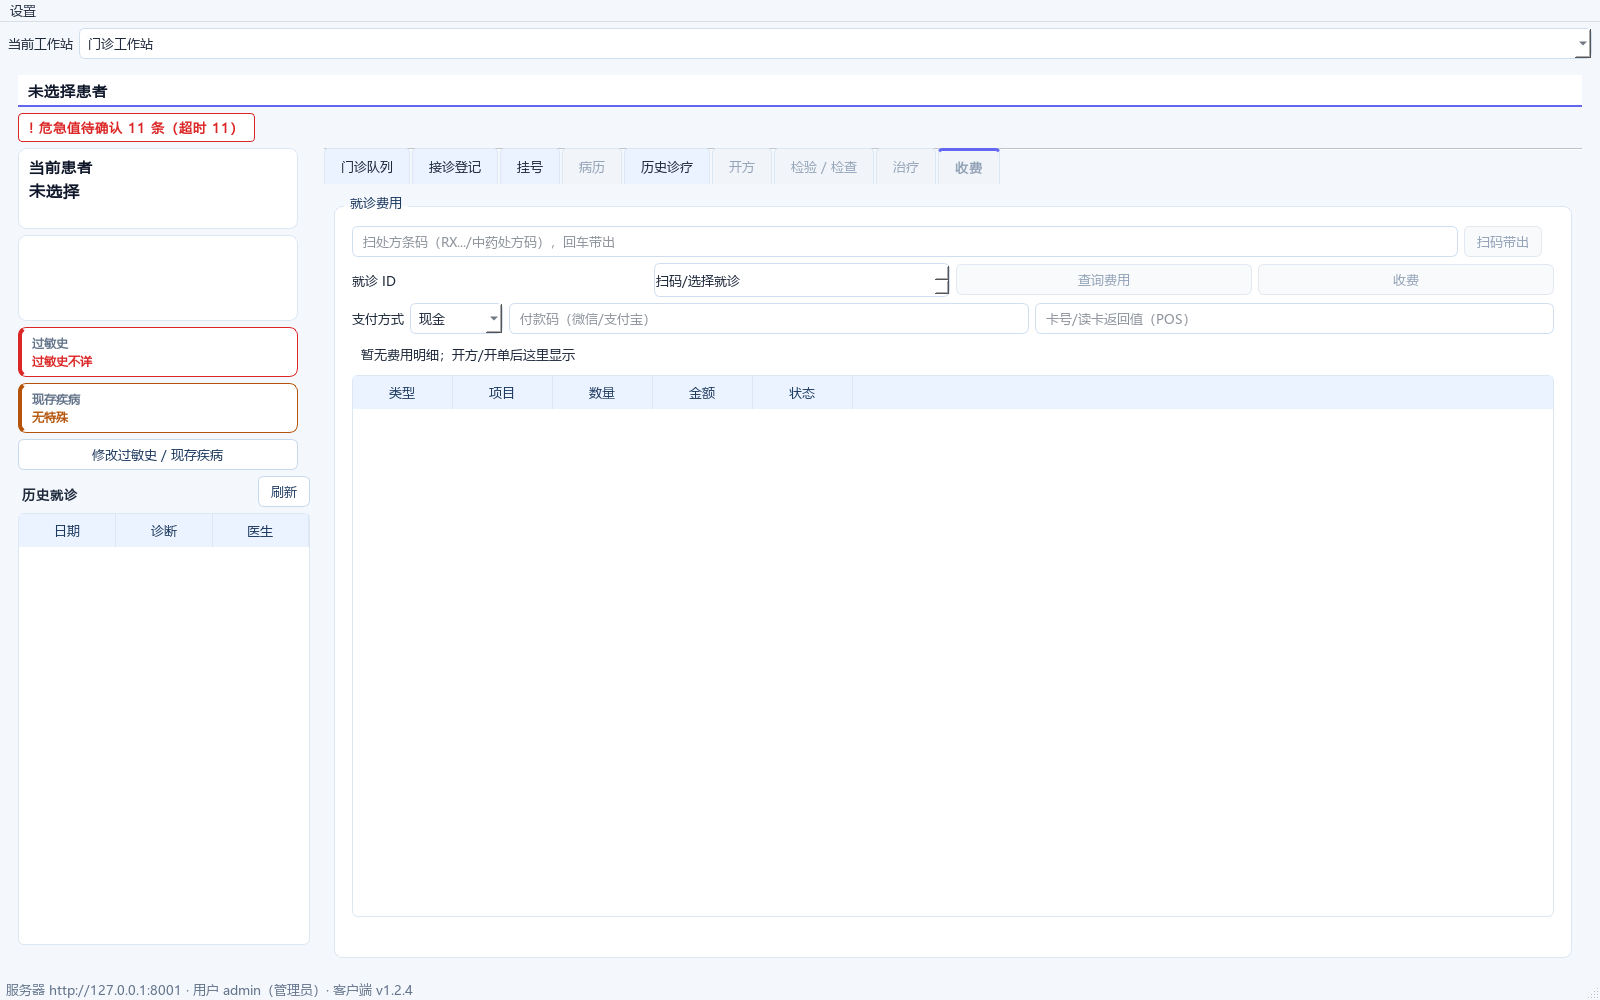 设置
当前工作站 门诊工作站
未选择患者
! 危急值待确认 11 条（超时 11）
当前患者
未选择
过敏史
过敏史不详
现存疾病
无特殊
修改过敏史 / 现存疾病
历史就诊 刷新
日期 诊断 医生
门诊队列 接诊登记 挂号 病历 历史诊疗 开方 检验 / 检查 治疗 收费
就诊费用
扫处方条码（RX.../中药处方码），回车带出 扫码带出
就诊 ID 扫码/选择就诊 查询费用 收费
支付方式 现金 付款码（微信/支付宝） 卡号/读卡返回值（POS）
暂无费用明细；开方/开单后这里显示
类型 项目 数量 金额 状态
服务器 http://127.0.0.1:8001 · 用户 admin（管理员）· 客户端 v1.2.4